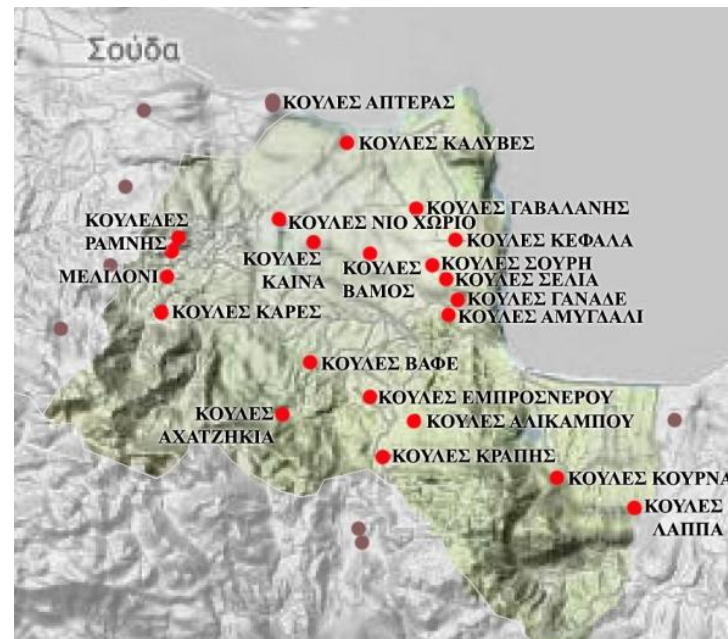 Σούδα
ΚΟΥΛΕΣ ΑΠΤΕΡΑΣ
ΚΟΥΛΕΣ ΚΑΛΥΒΕΣ
ΚΟΥΛΕΣ ΓΑΒΑΛΑΝΗΣ
ΚΟΥΛΕΔΕΣ
ΡΑΜΝΗΣ
ΚΟΥΛΕΣ ΝΙΟ ΧΩΡΙΟ
ΚΟΥΛΕΣ ΚΕΦΑΛΑ
ΚΟΥΛΕΣ
ΚΑΙΝΑ
ΚΟΥΛΕΣ
ΒΑΜΟΣ
ΚΟΥΛΕΣ ΣΟΥΡΗ
ΜΕΛΙΔΟΝΙ
ΚΟΥΛΕΣ ΣΕΛΙΑ
ΚΟΥΛΕΣ ΓΑΝΑΔΕ
ΚΟΥΛΕΣ ΚΑΡΕΣ
ΚΟΥΛΕΣ ΑΜΥΓΔΑΛΙ
ΚΟΥΛΕΣ ΒΑΦΕ
ΚΟΥΛΕΣ ΕΜΠΡΟΣΝΕΡΟΥ
ΚΟΥΛΕΣ
ΑΧΑΤΖΗΚΙΑ
ΚΟΥΛΕΣ ΑΛΙΚΑΜΠΟΥ
ΚΟΥΛΕΣ ΚΡΑΠΗΣ
ΚΟΥΛΕΣ ΚΟΥΡΝΑ
ΚΟΥΛΕΣ
ΛΑΠΠΑ